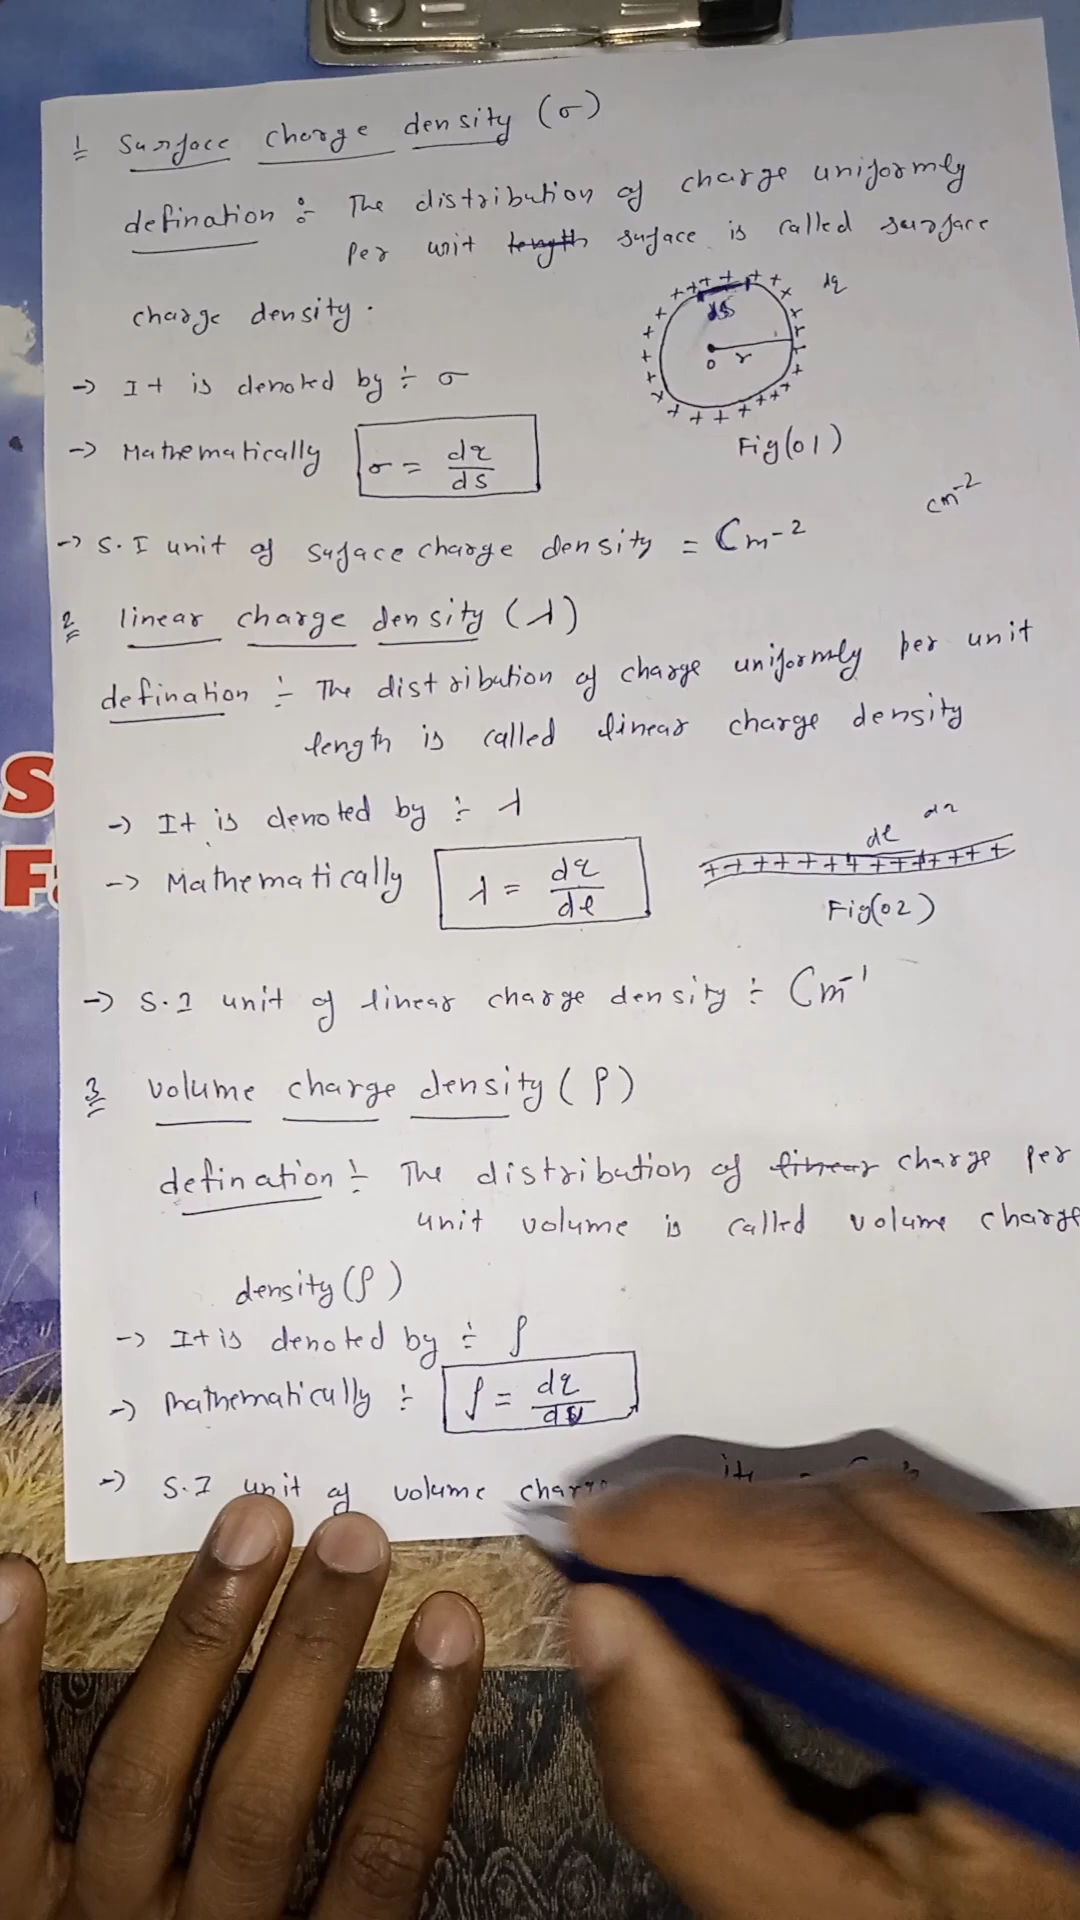 1 Surface charge density (σ)
defination ÷ The distribution of charge uniformly
per unit length suface is called surface
charge density.
dq
ds
o r
Fig(01)
-> It is denoted by ÷ σ
-> Mathematically σ = dq/ds
cm⁻²
-> S.I unit of suface charge density = Cm⁻²
2 linear charge density (λ)
defination ÷ The distribution of charge uniformly per unit
length is called linear charge density
-> It is denoted by ÷ λ
dl
-> Mathematically λ = dq/dl
Fig(02)
-> S.I unit of linear charge density ÷ Cm⁻¹
3 volume charge density (ρ)
defination ÷ The distribution of linear charge per
unit volume is called volume charge
density (ρ)
-> It is denoted by ÷ ρ
-> Mathematically ÷ ρ = dq/dv
-> S.I unit of volume
S
F